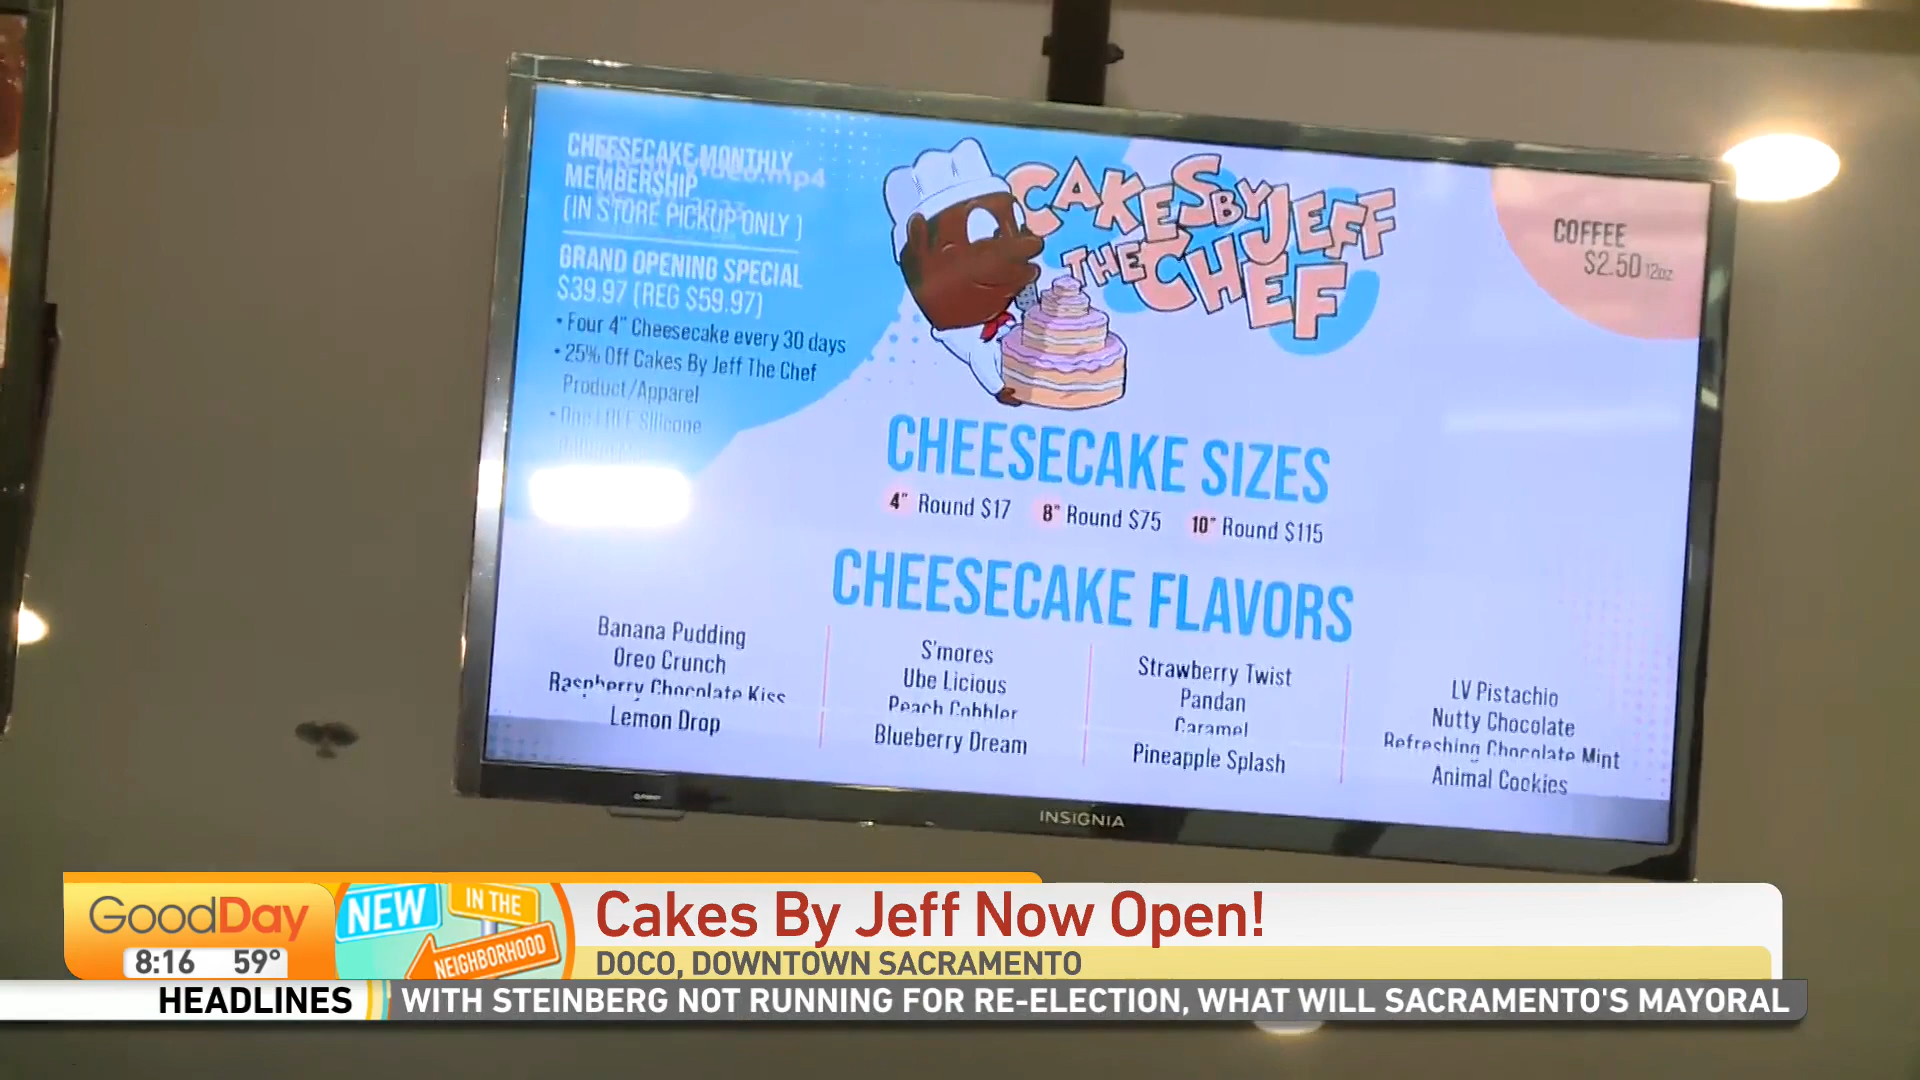 CHEESECAKE MONTHLY
MEMBERSHIP
(IN STORE PICKUP ONLY )
GRAND OPENING SPECIAL
$39.97 (REG $59.97)
• Four 4" Cheesecake every 30 days
• 25% Off Cakes By Jeff The Chef
Product/Apparel
• One FREE Silicone
CAKES BY JEFF
THE CHEF
COFFEE
$2.50 12oz
CHEESECAKE SIZES
4" Round $17 8" Round $75 10" Round $115
CHEESECAKE FLAVORS
Banana Pudding
Oreo Crunch
Raspberry Chocolate Kiss
Lemon Drop
S'mores
Ube Licious
Peach Cobbler
Blueberry Dream
Strawberry Twist
Pandan
Caramel
Pineapple Splash
LV Pistachio
Nutty Chocolate
Refreshing Chocolate Mint
Animal Cookies
INSIGNIA
GoodDay
8:16 59°
NEW
IN THE
NEIGHBORHOOD
Cakes By Jeff Now Open!
DOCO, DOWNTOWN SACRAMENTO
HEADLINES
WITH STEINBERG NOT RUNNING FOR RE-ELECTION, WHAT WILL SACRAMENTO'S MAYORAL